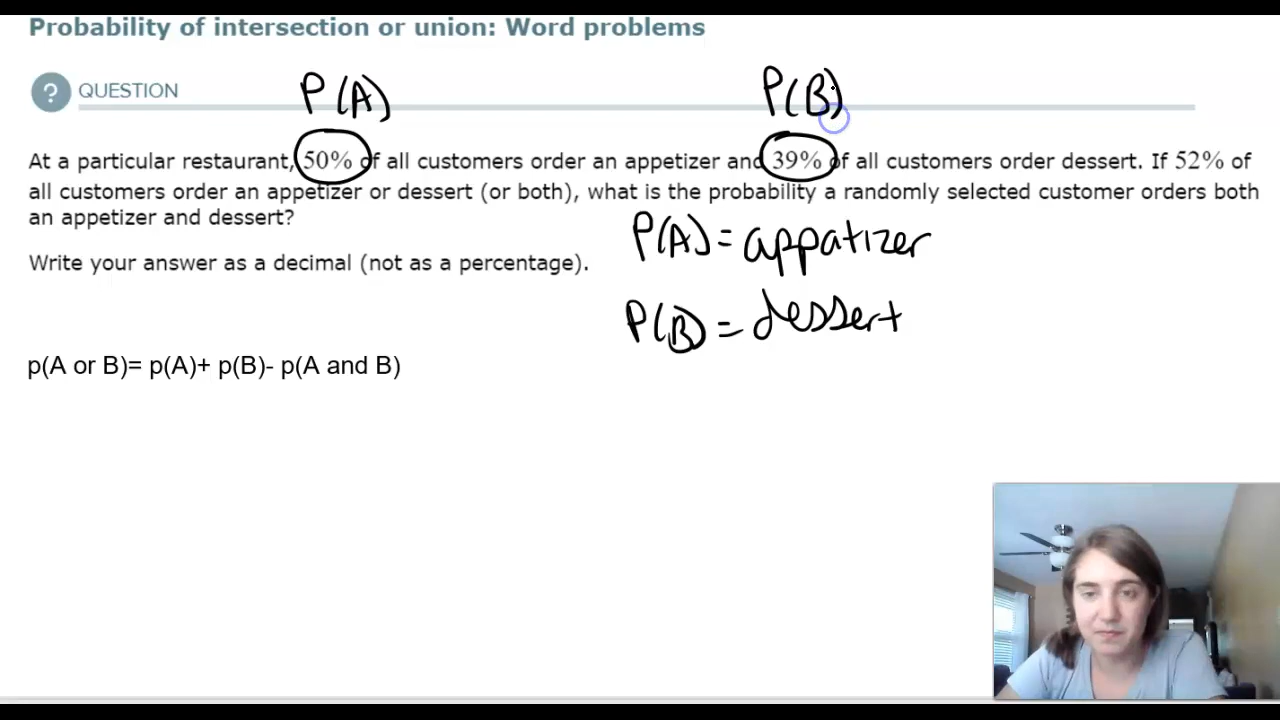 Probability of intersection or union: Word problems
? QUESTION
P(A) P(B)
At a particular restaurant, 50% of all customers order an appetizer and 39% of all customers order dessert. If 52% of
all customers order an appetizer or dessert (or both), what is the probability a randomly selected customer orders both
an appetizer and dessert?
P(A) = appatizer
Write your answer as a decimal (not as a percentage).
P(B) = dessert
p(A or B)= p(A)+ p(B)- p(A and B)